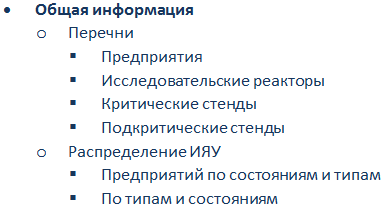 • Общая информация
o Перечни
▪ Предприятия
▪ Исследовательские реакторы
▪ Критические стенды
▪ Подкритические стенды
o Распределение ИЯУ
▪ Предприятий по состояниям и типам
▪ По типам и состояниям